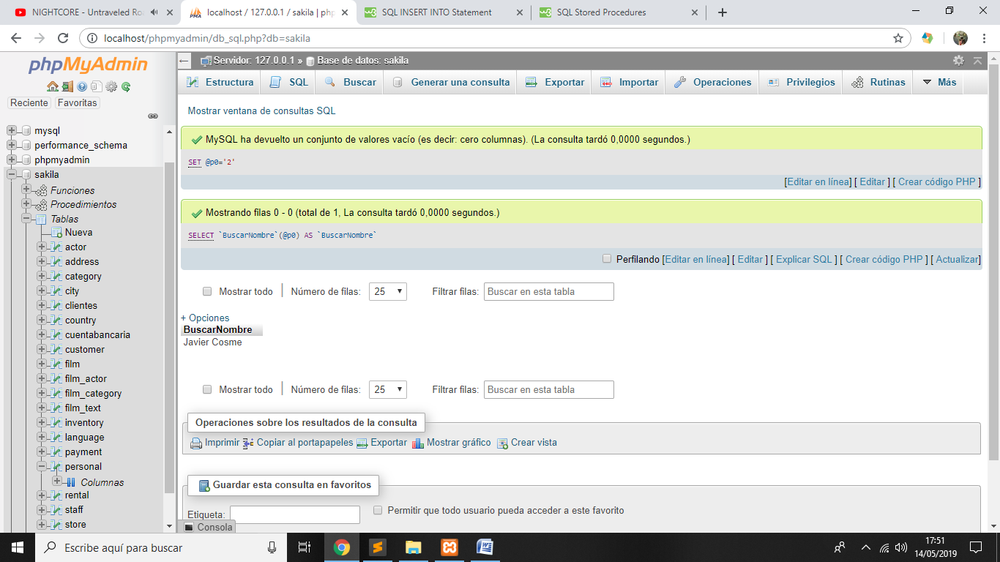 NIGHTCORE - Untraveled Ro
localhost / 127.0.0.1 / sakila | php
SQL INSERT INTO Statement
SQL Stored Procedures
localhost/phpmyadmin/db_sql.php?db=sakila
phpMyAdmin
Reciente Favoritas
mysql
performance_schema
phpmyadmin
sakila
Funciones
Procedimientos
Tablas
Nueva
actor
address
category
city
clientes
country
cuentabancaria
customer
film
film_actor
film_category
film_text
inventory
language
payment
personal
Columnas
rental
staff
store
Servidor: 127.0.0.1 » Base de datos: sakila
Estructura SQL Buscar Generar una consulta Exportar Importar Operaciones Privilegios Rutinas Más
Mostrar ventana de consultas SQL
MySQL ha devuelto un conjunto de valores vacío (es decir: cero columnas). (La consulta tardó 0,0000 segundos.)
SET @p0='2'
[Editar en línea] [ Editar ] [ Crear código PHP ]
Mostrando filas 0 - 0 (total de 1, La consulta tardó 0,0000 segundos.)
SELECT `BuscarNombre`(@p0) AS `BuscarNombre`
Perfilando [Editar en línea] [ Editar ] [ Explicar SQL ] [ Crear código PHP ] [ Actualizar]
Mostrar todo | Número de filas: 25 Filtrar filas: Buscar en esta tabla
+ Opciones
BuscarNombre
Javier Cosme
Mostrar todo | Número de filas: 25 Filtrar filas: Buscar en esta tabla
Operaciones sobre los resultados de la consulta
Imprimir Copiar al portapapeles Exportar Mostrar gráfico Crear vista
Guardar esta consulta en favoritos
Etiqueta: Permitir que todo usuario pueda acceder a este favorito
Consola
Escribe aquí para buscar
17:51
14/05/2019